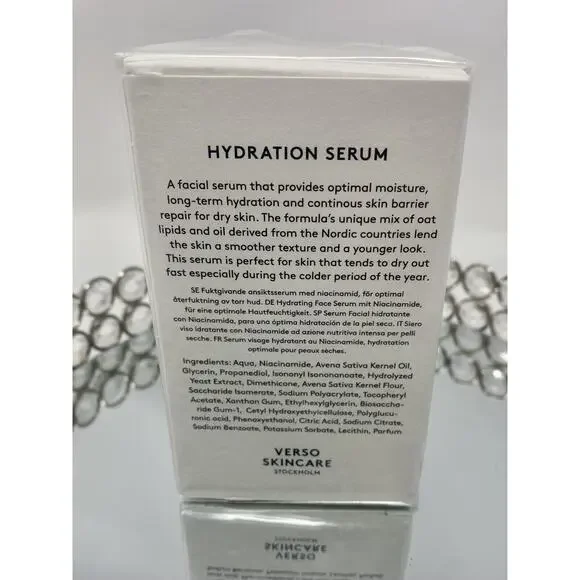 HYDRATION SERUM
A facial serum that provides optimal moisture,
long-term hydration and continous skin barrier
repair for dry skin. The formula's unique mix of oat
lipids and oil derived from the Nordic countries lend
the skin a smoother texture and a younger look.
This serum is perfect for skin that tends to dry out
fast especially during the colder period of the year.
SE Fuktgivande ansiktsserum med niacinamid, för optimal
återfuktning av torr hud. DE Hydrating Face Serum mit Niacinamide,
für eine optimale Hautfeuchtigkeit. SP Serum Facial hidratante
con Niacinamida, para una óptima hidratación de la piel seca. IT Siero
viso idratante con Niacinamide ad azione nutritiva intensa per pelli
secche. FR Serum visage hydratant au Niacinamide, hydratation
optimale pour peaux sèches.
Ingredients: Aqua, Niacinamide, Avena Sativa Kernel Oil,
Glycerin, Propanediol, Isononyl Isononanoate, Hydrolyzed
Yeast Extract, Dimethicone, Avena Sativa Kernel Flour,
Saccharide Isomerate, Sodium Polyacrylate, Tocopheryl
Acetate, Xanthan Gum, Ethylhexylglycerin, Biosaccha-
ride Gum-1, Cetyl Hydroxyethylcellulose, Polyglucu-
ronic acid, Phenoxyethanol, Citric Acid, Sodium Citrate,
Sodium Benzoate, Potassium Sorbate, Lecithin, Parfum
VERSO
SKINCARE
STOCKHOLM